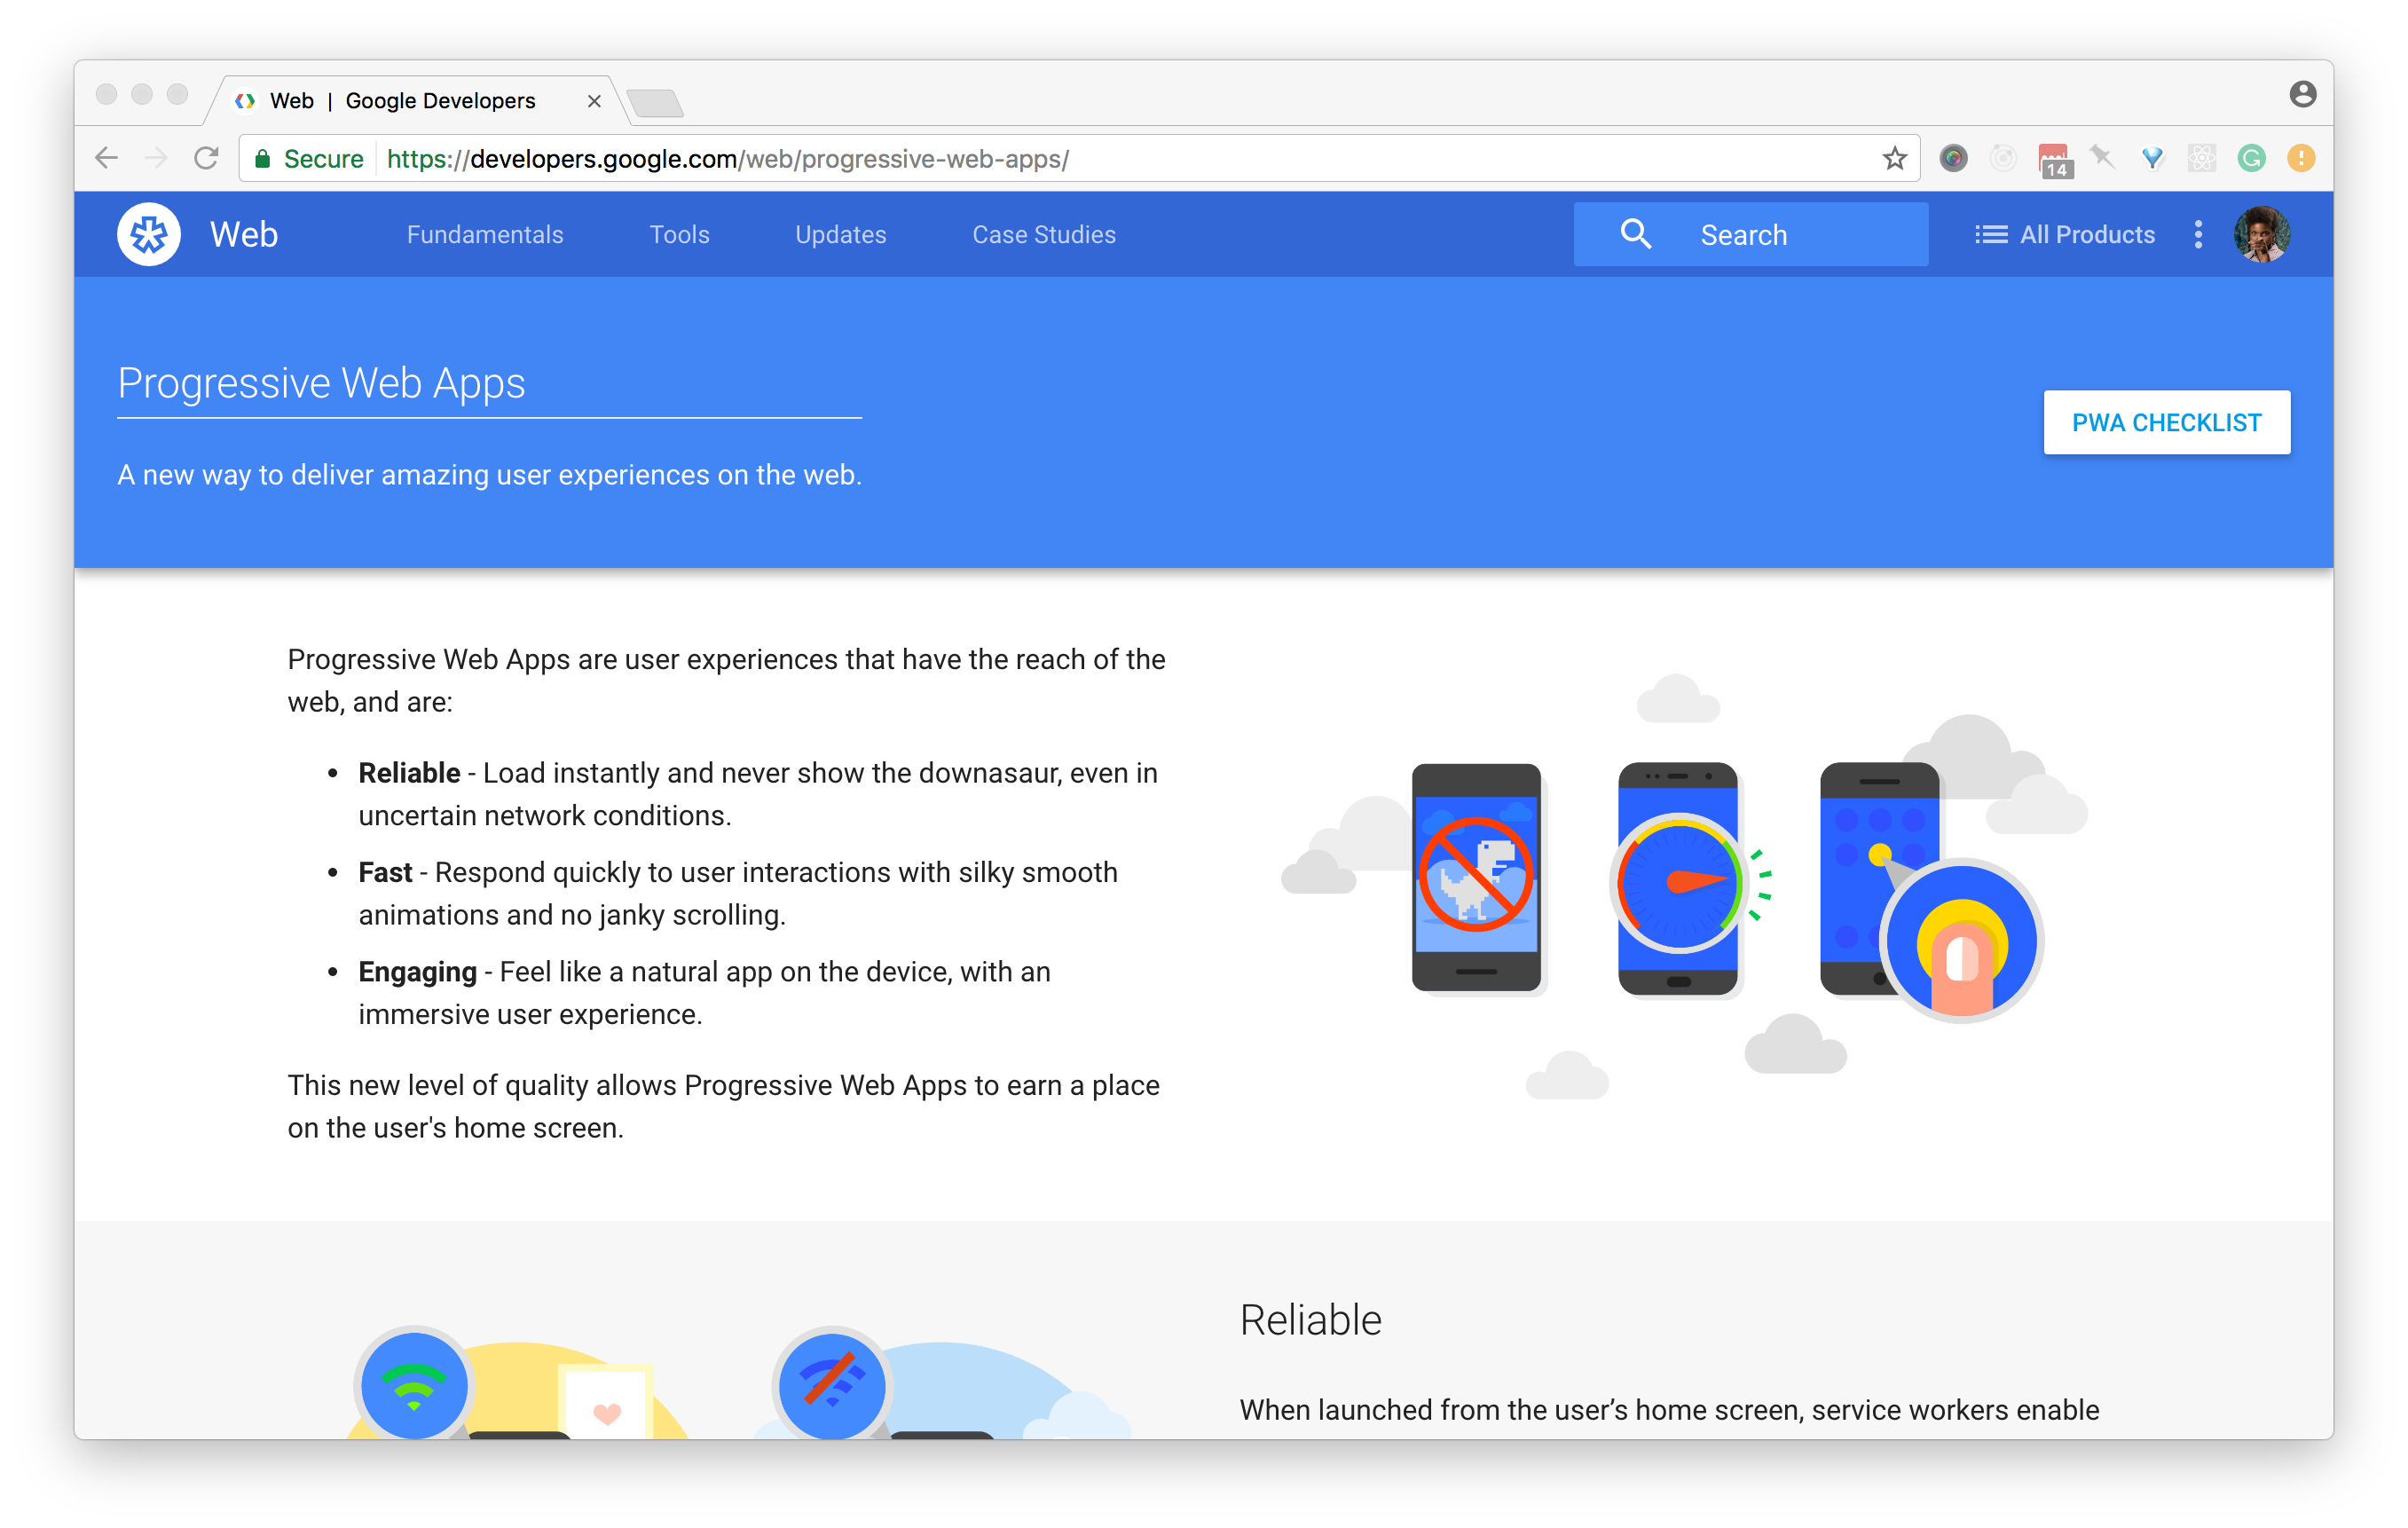 Web | Google Developers
Secure https://developers.google.com/web/progressive-web-apps/
14
Web Fundamentals Tools Updates Case Studies Search All Products
Progressive Web Apps
PWA CHECKLIST
A new way to deliver amazing user experiences on the web.
Progressive Web Apps are user experiences that have the reach of the
web, and are:
• Reliable - Load instantly and never show the downasaur, even in
uncertain network conditions.
• Fast - Respond quickly to user interactions with silky smooth
animations and no janky scrolling.
• Engaging - Feel like a natural app on the device, with an
immersive user experience.
This new level of quality allows Progressive Web Apps to earn a place
on the user's home screen.
Reliable
When launched from the user’s home screen, service workers enable